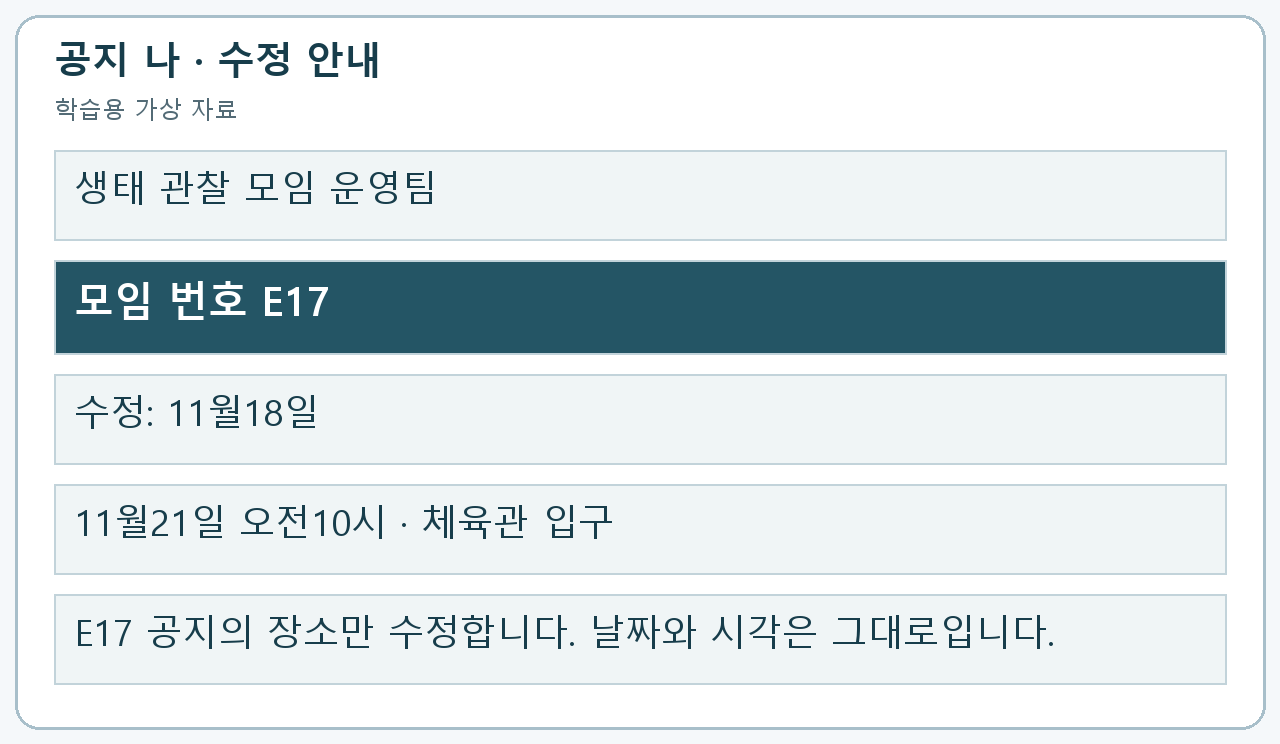 공지 나 · 수정 안내
학습용 가상 자료
생태 관찰 모임 운영팀
모임 번호 E17
수정: 11월18일
11월21일 오전10시 · 체육관 입구
E17 공지의 장소만 수정합니다. 날짜와 시각은 그대로입니다.